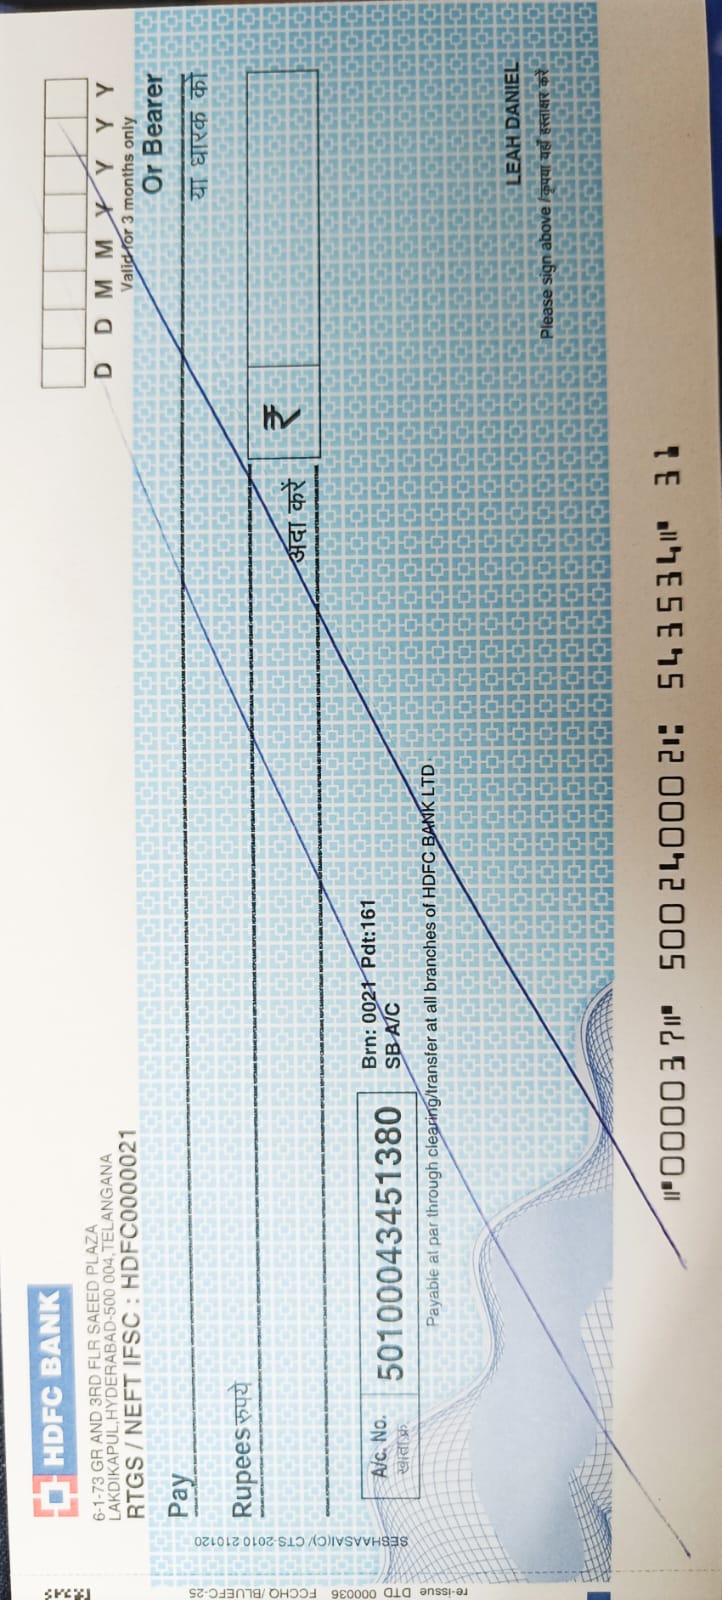 HDFC BANK
6-1-73 GR AND 3RD FLR SAEED PLAZA
LAKDIKAPUL,HYDERABAD-500 004,TELANGANA
RTGS / NEFT IFSC : HDFC0000021
D D M M Y Y Y Y
Valid for 3 months only
Pay
Or Bearer
या धारक को
Rupees रुपये
अदा करें
₹
A/c. No.
खाता क्र.
50100043451380
Brn: 0021 Pdt:161
SB A/C
Payable at par through clearing/transfer at all branches of HDFC BANK LTD
LEAH DANIEL
Please sign above /कृपया यहाँ हस्ताक्षर करें
⑈000037⑈ 500240002⑆ 543534⑈ 31
SESHAASAI(C)/ CTS-2010 210120
re-issue DTD 000036 FCCHQ /BLUEFC-25